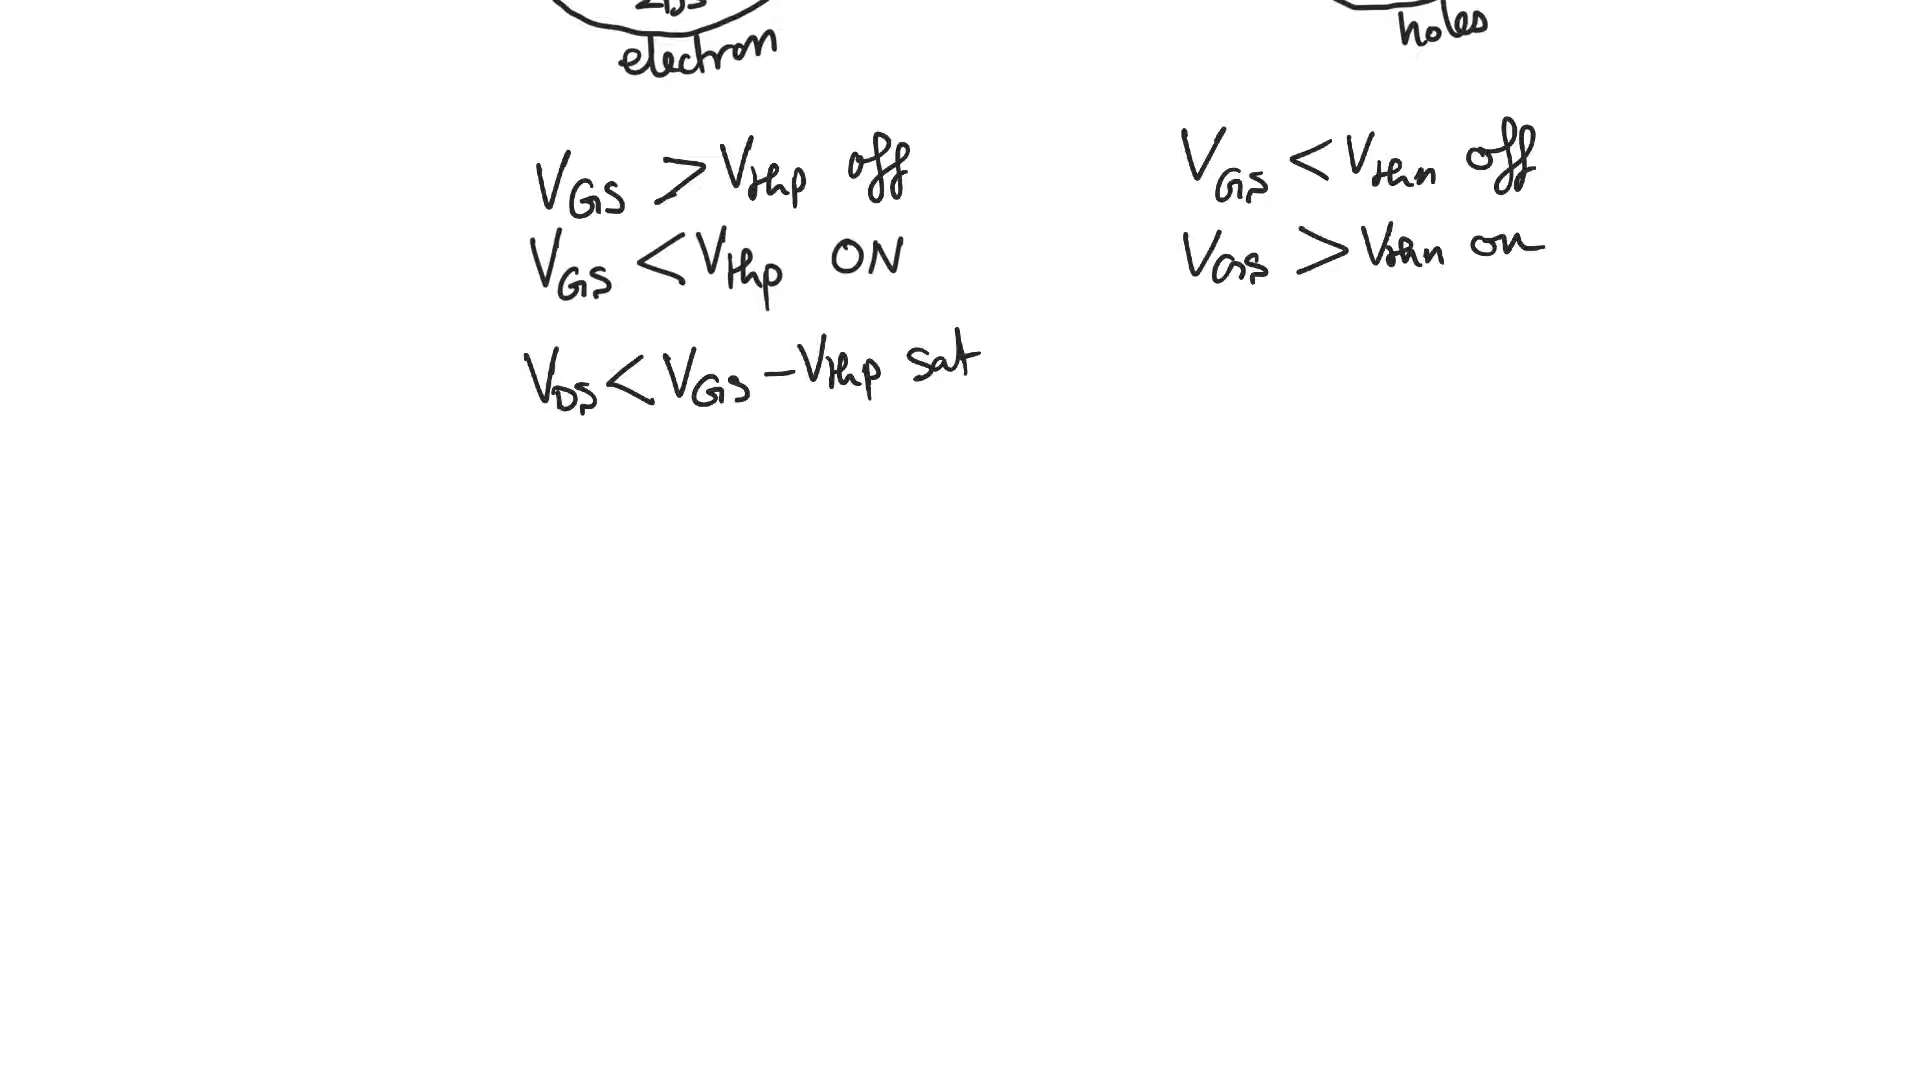 electron
holes
VGS > Vthp off
VGS < Vthp ON
VDS < VGS - Vthp sat
VGS < Vthn off
VGS > Vthn on